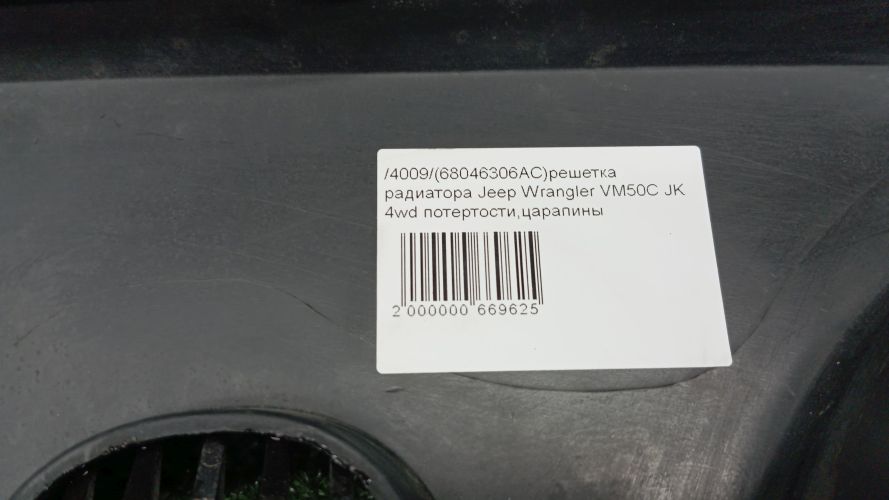 /4009/(68046306AC)решетка
радиатора Jeep Wrangler VM50C JK
4wd потертости,царапины
2 000000 669625